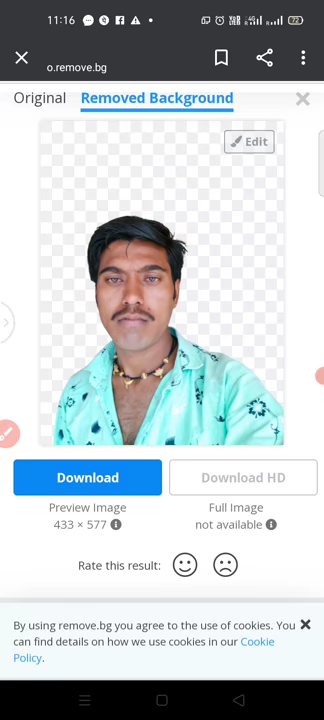 11:16
72
o.remove.bg
Original Removed Background
Edit
Download Download HD
Preview Image Full Image
433 × 577 not available
Rate this result:
By using remove.bg you agree to the use of cookies. You
can find details on how we use cookies in our Cookie
Policy.